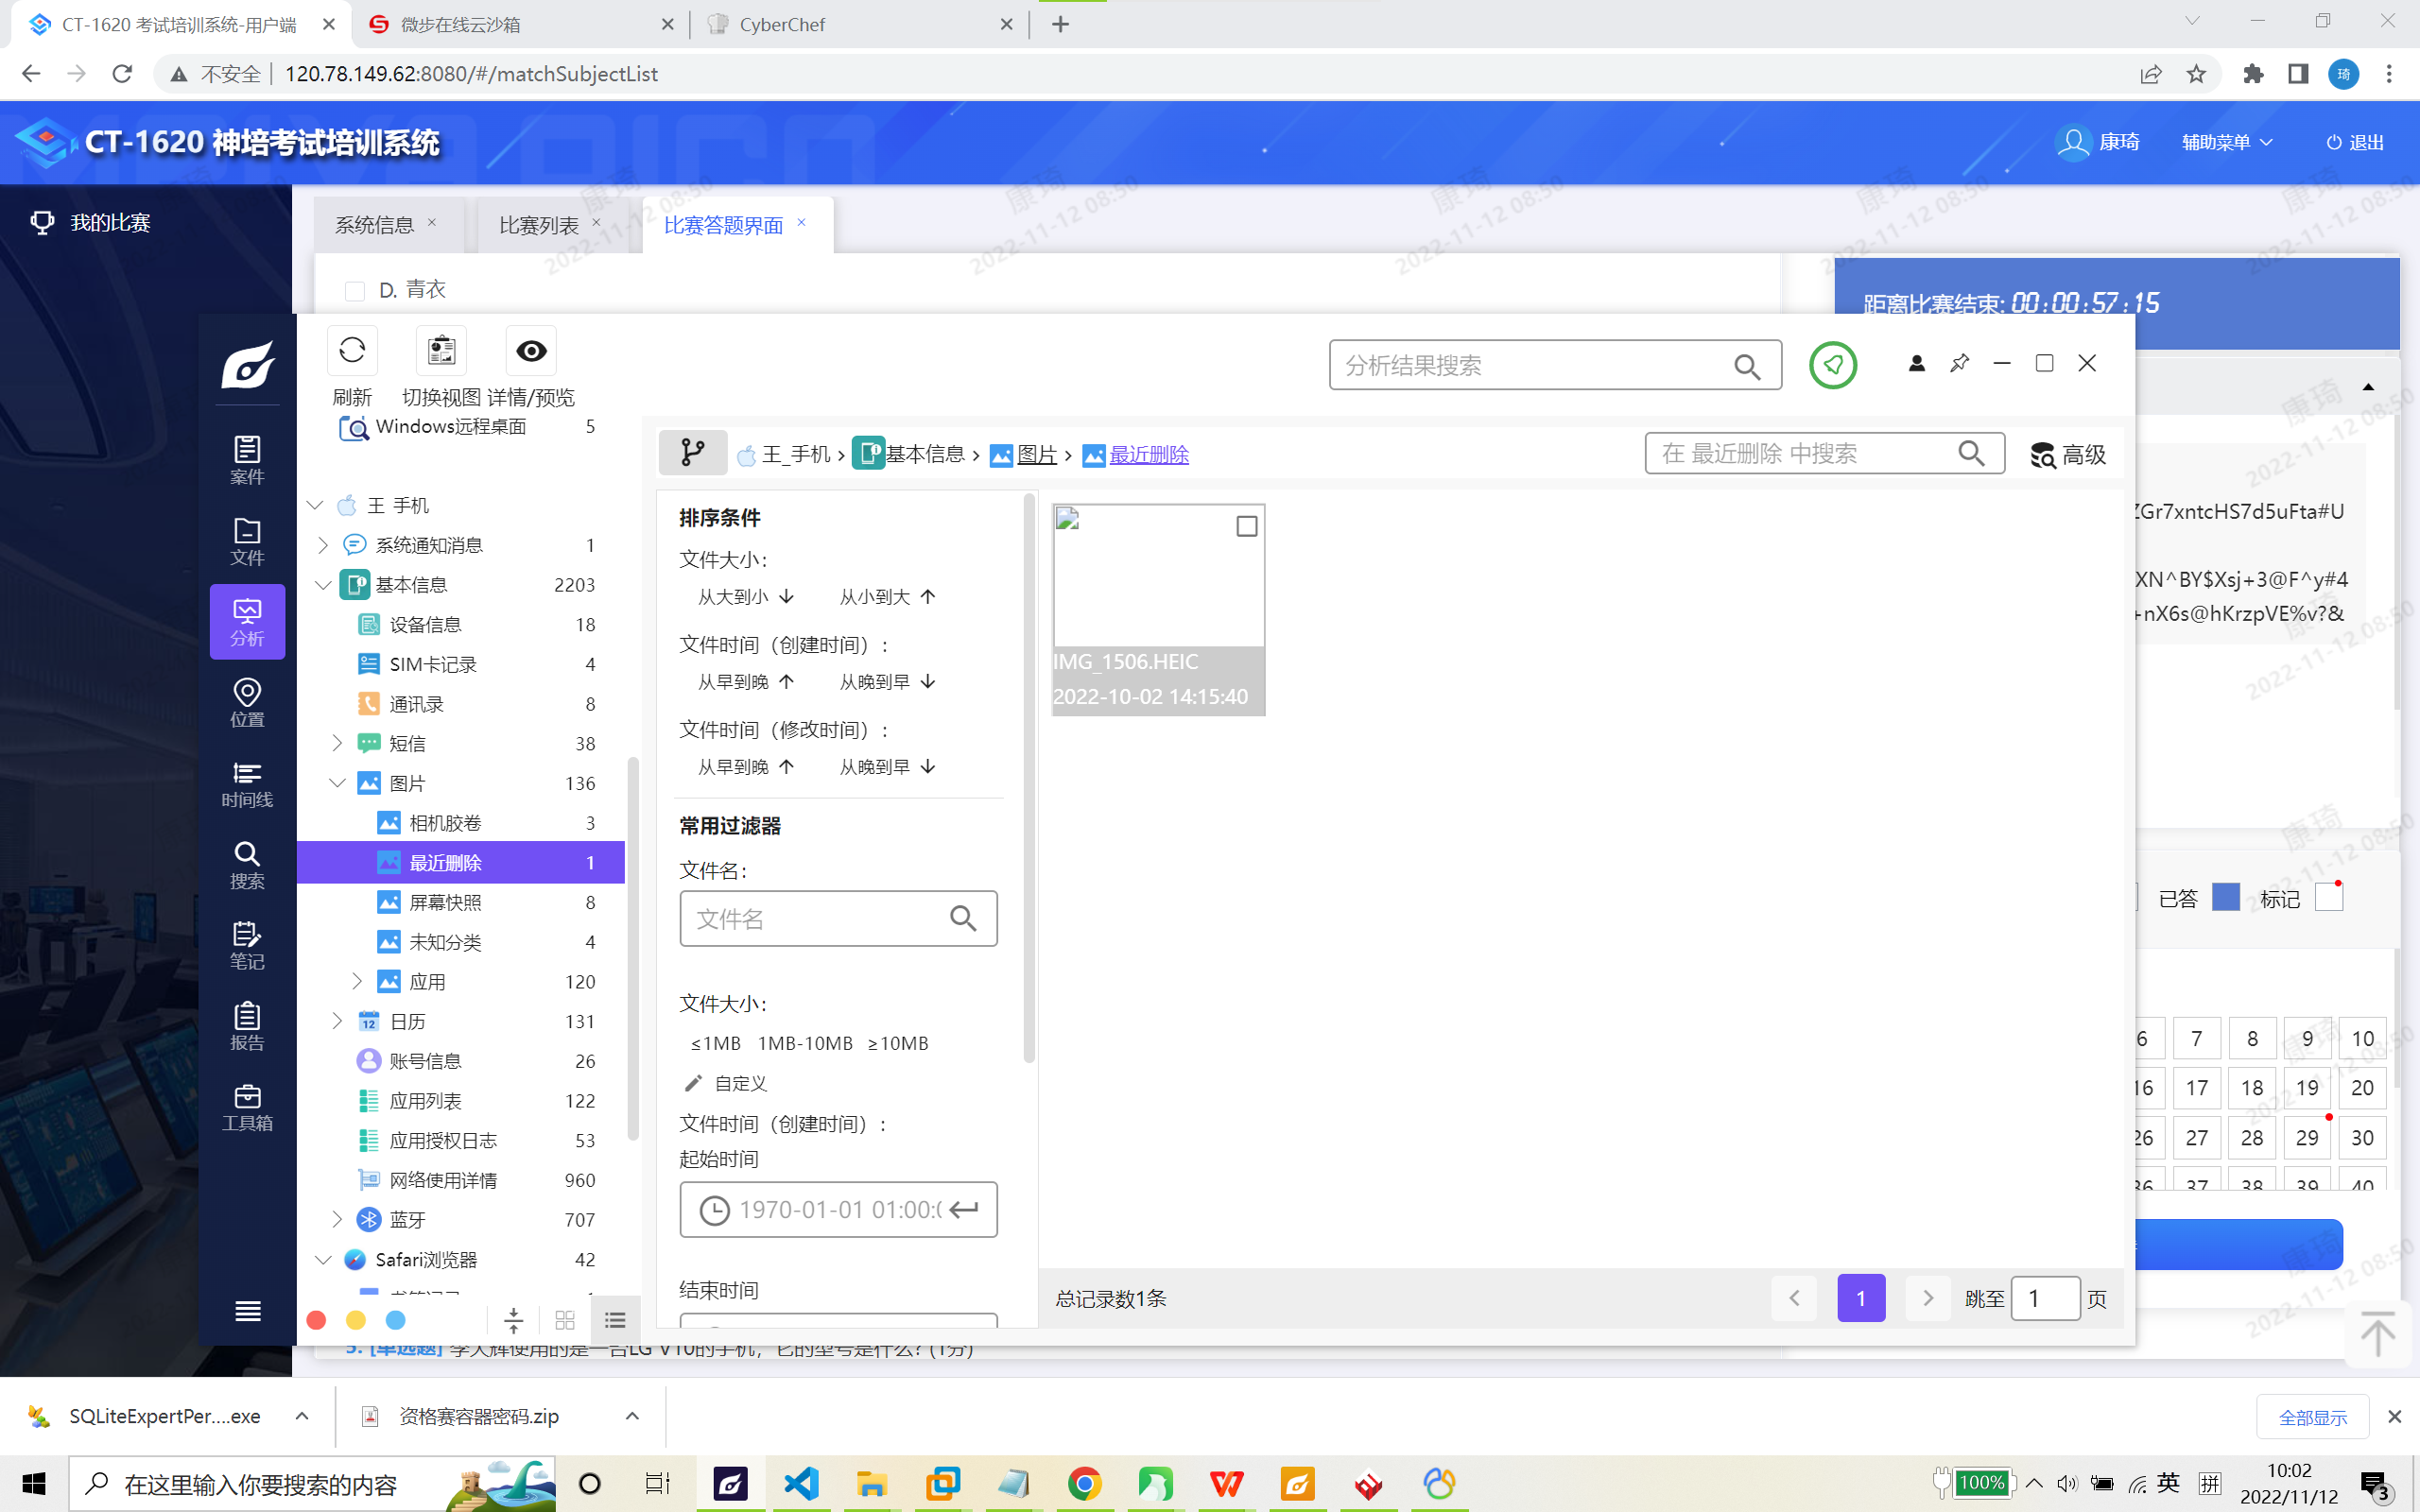 CT-1620 考试培训系统-用户端
微步在线云沙箱
CyberChef
不安全
120.78.149.62:8080/#/matchSubjectList
琦
CT-1620 神培考试培训系统
康琦
辅助菜单
退出
我的比赛
系统信息
比赛列表
比赛答题界面
D. 青衣
距离比赛结束: 00:00:57:15
刷新
切换视图
详情/预览
分析结果搜索
案件
文件
分析
位置
时间线
搜索
笔记
报告
工具箱
Windows远程桌面 5
王_手机
基本信息
图片
最近删除
在 最近删除 中搜索
高级
王 手机
系统通知消息 1
基本信息 2203
设备信息 18
SIM卡记录 4
通讯录 8
短信 38
图片 136
相机胶卷 3
最近删除 1
屏幕快照 8
未知分类 4
应用 120
日历 131
账号信息 26
应用列表 122
应用授权日志 53
网络使用详情 960
蓝牙 707
Safari浏览器 42
排序条件
文件大小:
从大到小 从小到大
文件时间（创建时间）:
从早到晚 从晚到早
文件时间（修改时间）:
从早到晚 从晚到早
常用过滤器
文件名:
文件名
文件大小:
≤1MB 1MB-10MB ≥10MB
自定义
文件时间（创建时间）:
起始时间
1970-01-01 01:00:0
结束时间
IMG_1506.HEIC
2022-10-02 14:15:40
总记录数1条
1
跳至 1 页
ZGr7xntcHS7d5uFta#U
XN^BY$Xsj+3@F^y#4
+nX6s@hKrzpVE%v?&
已答
标记
6 7 8 9 10
16 17 18 19 20
26 27 28 29 30
36 37 38 39 40
5. [单选题] 李大辉使用的是一台LG V10的手机，它的型号是什么? (1分)
康琦
2022-11-12 08:50
SQLiteExpertPer....exe
资格赛容器密码.zip
全部显示
在这里输入你要搜索的内容
100%
英
拼
10:02
2022/11/12
3